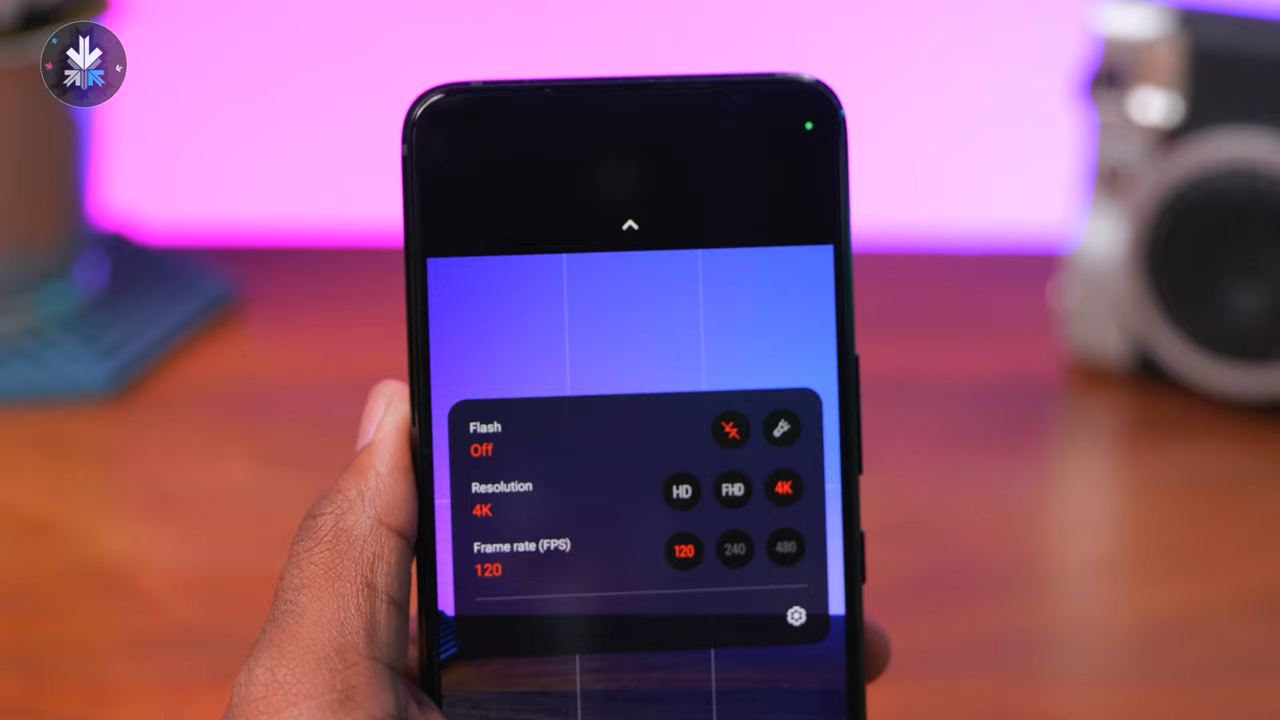 Flash
Off
Resolution
4K
HD FHD 4K
Frame rate (FPS)
120
120 240 480